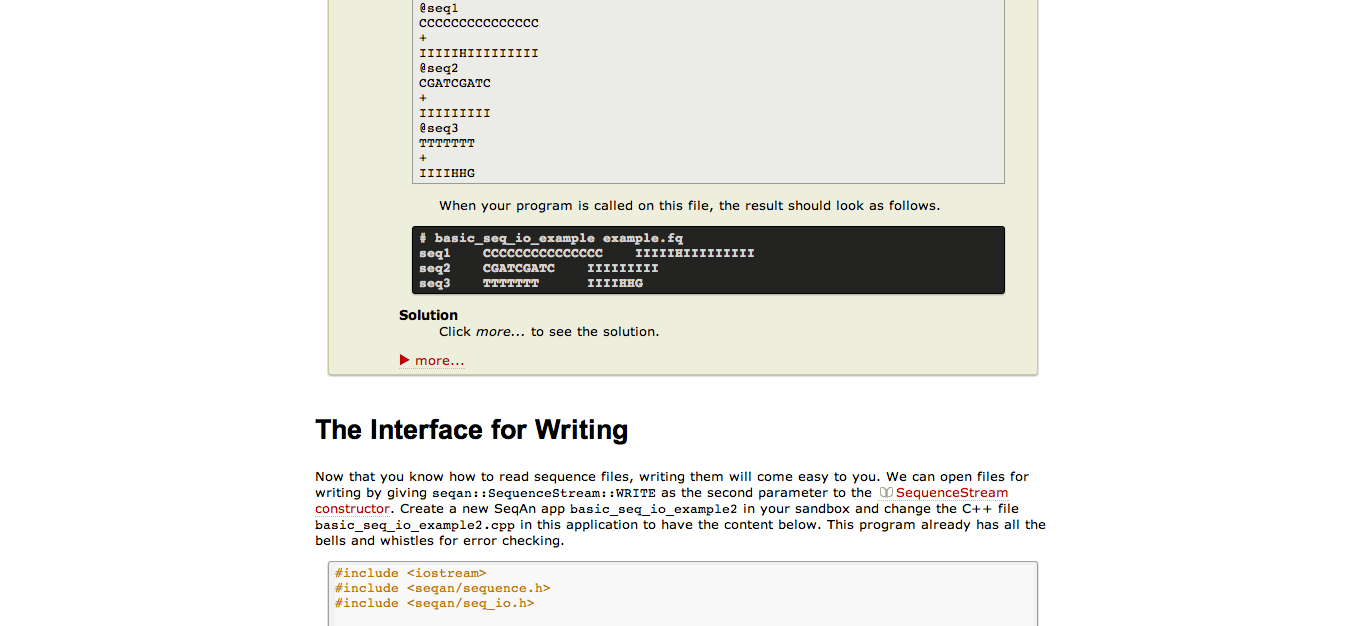 @seq1
CCCCCCCCCCCCCCC
+
IIIIIHIIIIIIIII
@seq2
CGATCGATC
+
IIIIIIIII
@seq3
TTTTTTT
+
IIIIHHG
When your program is called on this file, the result should look as follows.
# basic_seq_io_example example.fq
seq1    CCCCCCCCCCCCCCC    IIIIIHIIIIIIIII
seq2    CGATCGATC    IIIIIIIII
seq3    TTTTTTT      IIIIHHG
Solution
Click more... to see the solution.
more...
The Interface for Writing
Now that you know how to read sequence files, writing them will come easy to you. We can open files for
writing by giving seqan::SequenceStream::WRITE as the second parameter to the SequenceStream
constructor. Create a new SeqAn app basic_seq_io_example2 in your sandbox and change the C++ file
basic_seq_io_example2.cpp in this application to have the content below. This program already has all the
bells and whistles for error checking.
#include <iostream>
#include <seqan/sequence.h>
#include <seqan/seq_io.h>